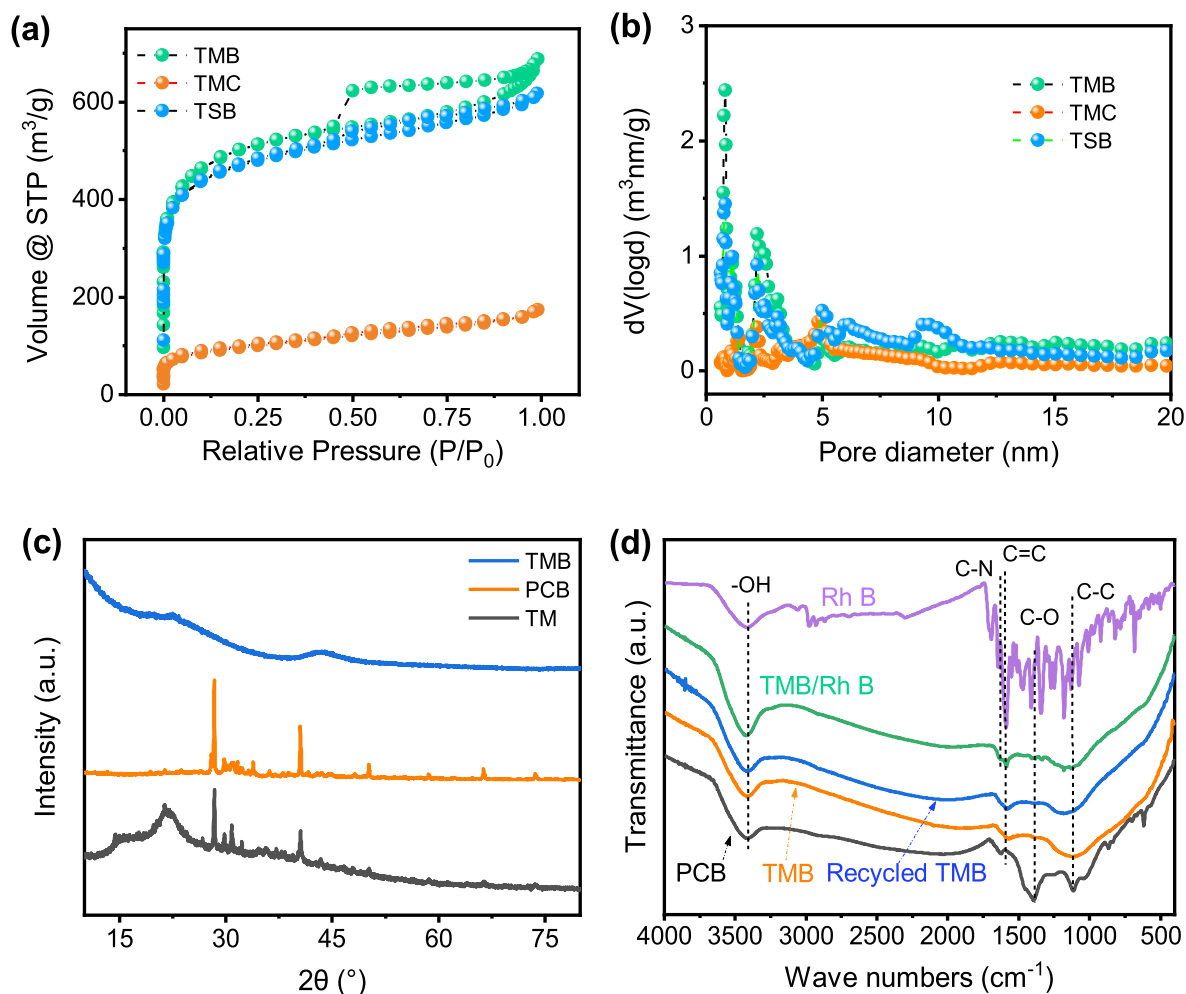 (a)
TMB
TMC
TSB
Volume @ STP (m³/g)
600
400
200
0
0.00 0.25 0.50 0.75 1.00
Relative Pressure (P/P₀)
(b)
TMB
TMC
TSB
dV(logd) (m³nm/g)
3
2
1
0
0 5 10 15 20
Pore diameter (nm)
(c)
TMB
PCB
TM
Intensity (a.u.)
15 30 45 60 75
2θ (°)
(d)
C=C
C-N
-OH
C-C
Rh B
C-O
TMB/Rh B
PCB
TMB
Recycled TMB
Transmittance (a.u.)
4000 3500 3000 2500 2000 1500 1000 500
Wave numbers (cm⁻¹)